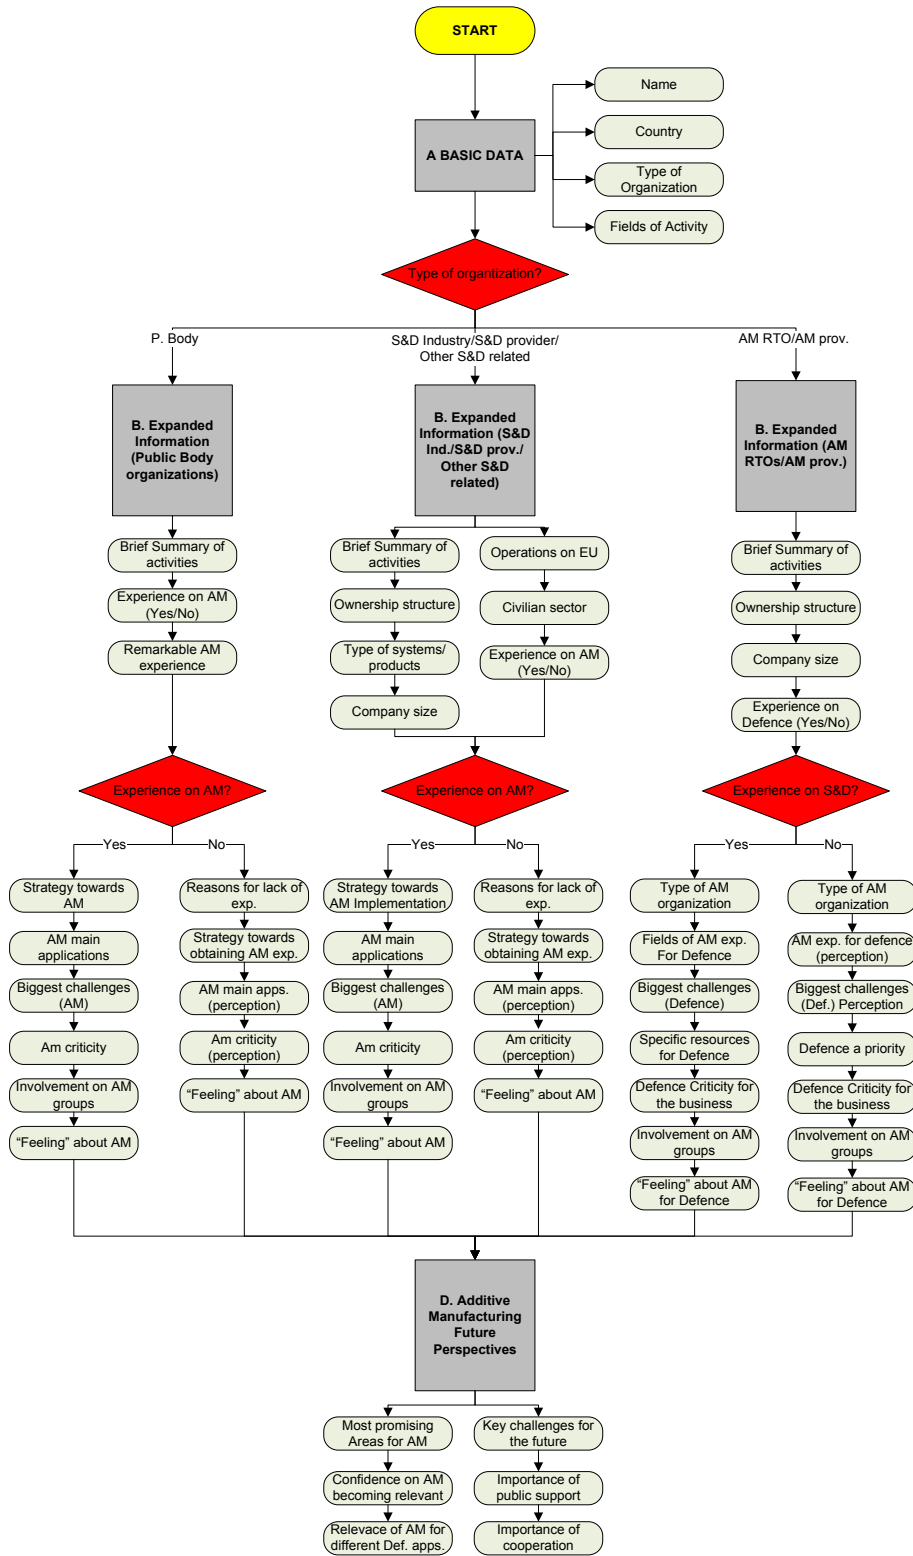 START
Name
Country
A BASIC DATA
Type of
Organization
Fields of Activity
Type of organtization?
P. Body
S&D Industry/S&D provider/
Other S&D related
AM RTO/AM prov.
B. Expanded
Information
(Public Body
organizations)
B. Expanded
Information (S&D
Ind./S&D prov./
Other S&D
related)
B. Expanded
Information (AM
RTOs/AM prov.)
Brief Summary of
activities
Experience on AM
(Yes/No)
Remarkable AM
experience
Brief Summary of
activities
Ownership structure
Type of systems/
products
Company size
Operations on EU
Civilian sector
Experience on AM
(Yes/No)
Brief Summary of
activities
Ownership structure
Company size
Experience on
Defence (Yes/No)
Experience on AM?
Experience on AM?
Experience on S&D?
Yes
No
Yes
No
Yes
No
Strategy towards
AM
AM main
applications
Biggest challenges
(AM)
Am criticity
Involvement on AM
groups
“Feeling” about AM
Reasons for lack of
exp.
Strategy towards
obtaining AM exp.
AM main apps.
(perception)
Am criticity
(perception)
“Feeling” about AM
Strategy towards
AM Implementation
AM main
applications
Biggest challenges
(AM)
Am criticity
Involvement on AM
groups
“Feeling” about AM
Reasons for lack of
exp.
Strategy towards
obtaining AM exp.
AM main apps.
(perception)
Am criticity
(perception)
“Feeling” about AM
Type of AM
organization
Fields of AM exp.
For Defence
Biggest challenges
(Defence)
Specific resources
for Defence
Defence Criticity for
the business
Involvement on AM
groups
“Feeling” about AM
for Defence
Type of AM
organization
AM exp. for defence
(perception)
Biggest challenges
(Def.) Perception
Defence a priority
Defence Criticity for
the business
Involvement on AM
groups
“Feeling” about AM
for Defence
D. Additive
Manufacturing
Future
Perspectives
Most promising
Areas for AM
Confidence on AM
becoming relevant
Relevace of AM for
different Def. apps.
Key challenges for
the future
Importance of
public support
Importance of
cooperation